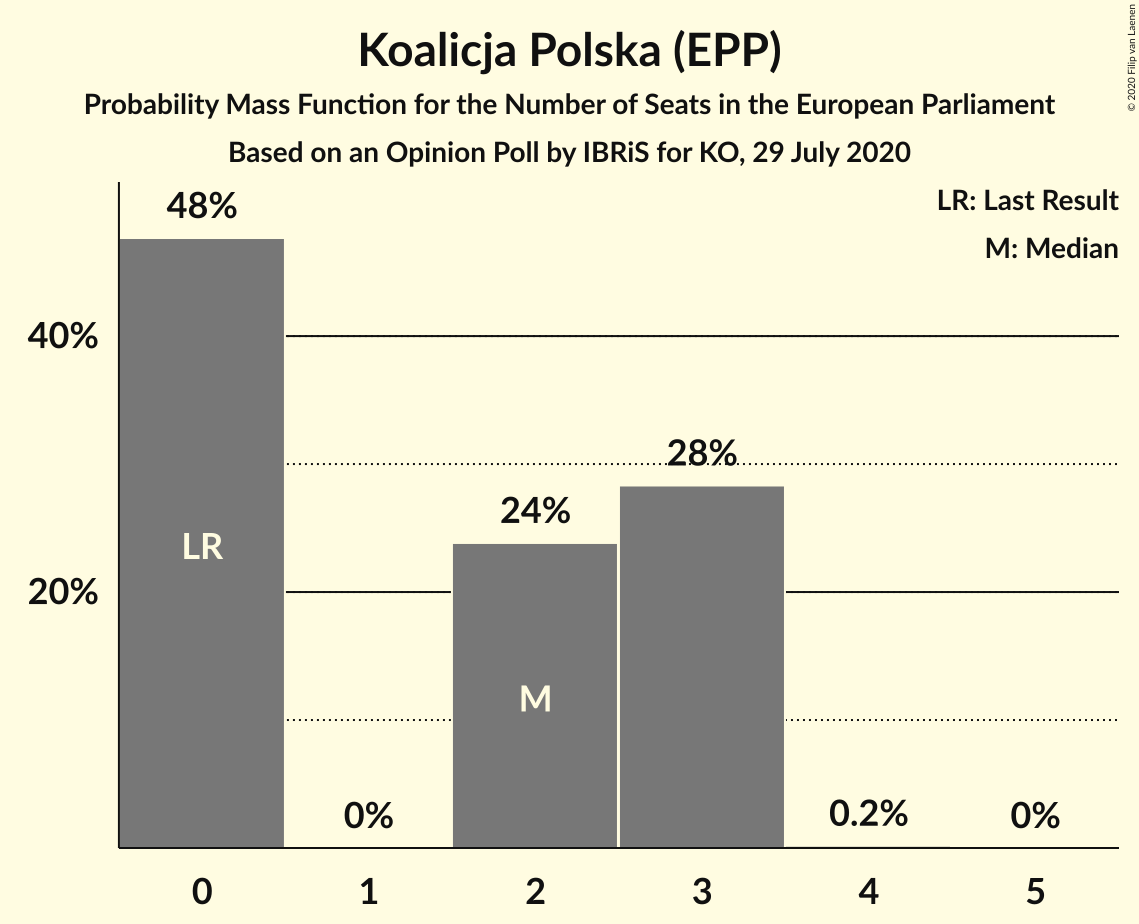 Koalicja Polska (EPP)
Probability Mass Function for the Number of Seats in the European Parliament
Based on an Opinion Poll by IBRiS for KO, 29 July 2020
© 2020 Filip van Laenen
LR: Last Result
M: Median
48%
40%
28%
24%
LR
20%
M
0%
0.2%
0%
0 1 2 3 4 5